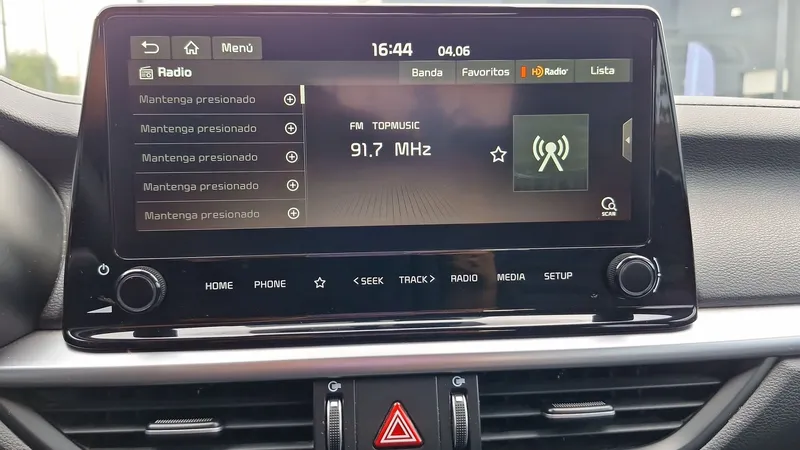 Menú 16:44 04.06
Radio Banda Favoritos HD Radio Lista
Mantenga presionado
Mantenga presionado
Mantenga presionado
Mantenga presionado
Mantenga presionado
FM TOPMUSIC
91.7 MHz
SCAN
HOME PHONE < SEEK TRACK > RADIO MEDIA SETUP